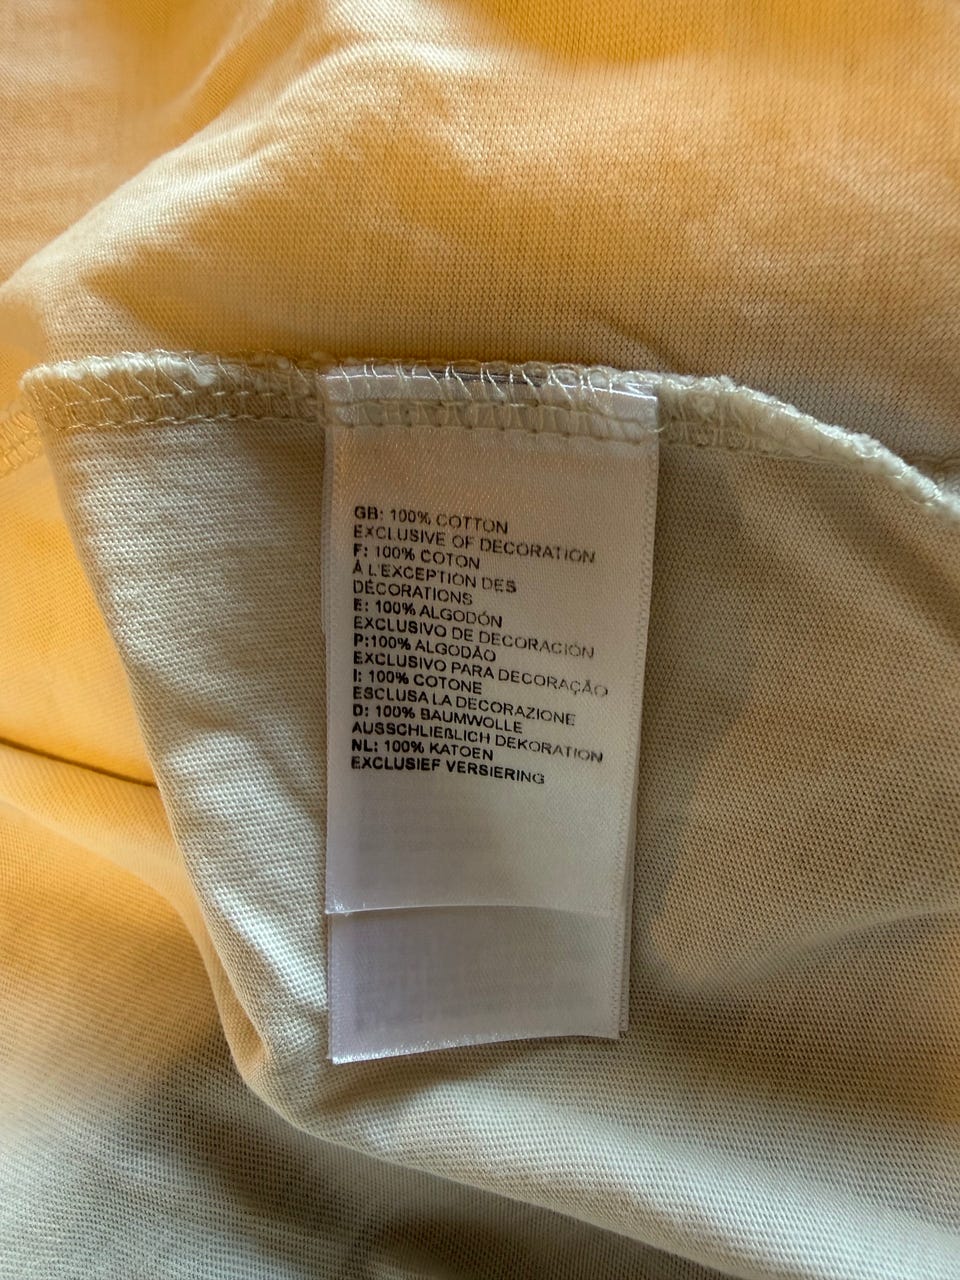 GB: 100% COTTON
EXCLUSIVE OF DECORATION
F: 100% COTON
À L'EXCEPTION DES
DÉCORATIONS
E: 100% ALGODÓN
EXCLUSIVO DE DECORACIÓN
P:100% ALGODÃO
EXCLUSIVO PARA DECORAÇÃO
I: 100% COTONE
ESCLUSA LA DECORAZIONE
D: 100% BAUMWOLLE
AUSSCHLIEßLICH DEKORATION
NL: 100% KATOEN
EXCLUSIEF VERSIERING